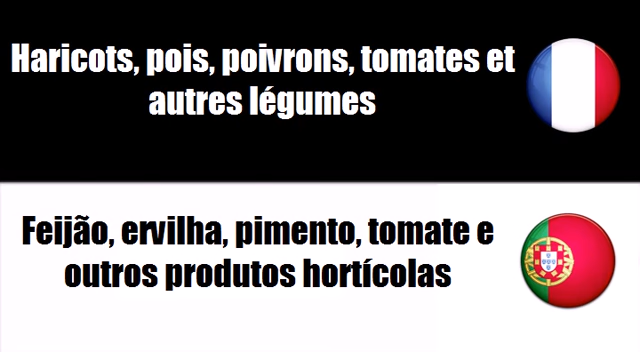 Haricots, pois, poivrons, tomates et
autres légumes
Feijão, ervilha, pimento, tomate e
outros produtos hortícolas